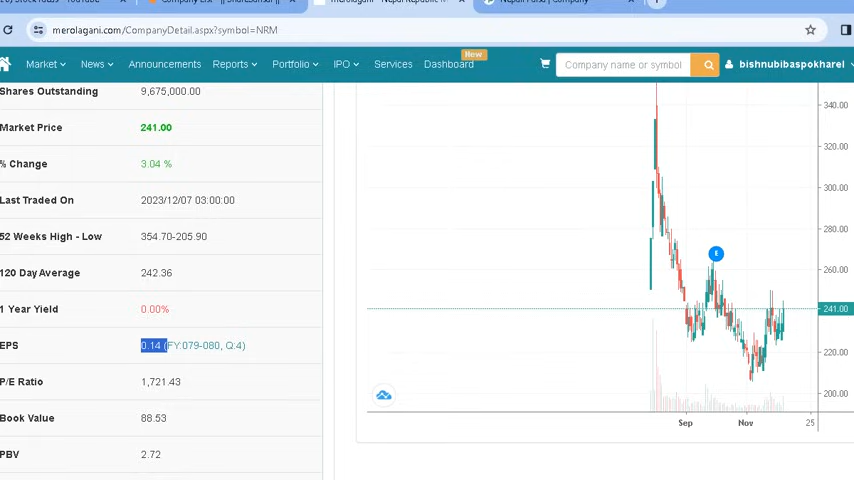 Company List - || ShareSansar ||
merolagani.com/CompanyDetail.aspx?symbol=NRM
Market News Announcements Reports Portfolio IPO Services Dashboard New Company name or symbol bishnubibaspokharel
Shares Outstanding 9,675,000.00
Market Price 241.00
% Change 3.04 %
Last Traded On 2023/12/07 03:00:00
52 Weeks High - Low 354.70-205.90
120 Day Average 242.36
1 Year Yield 0.00%
EPS 0.14 (FY:079-080, Q:4)
P/E Ratio 1,721.43
Book Value 88.53
PBV 2.72
340.00
320.00
300.00
280.00
E
260.00
241.00
220.00
200.00
Sep Nov 25